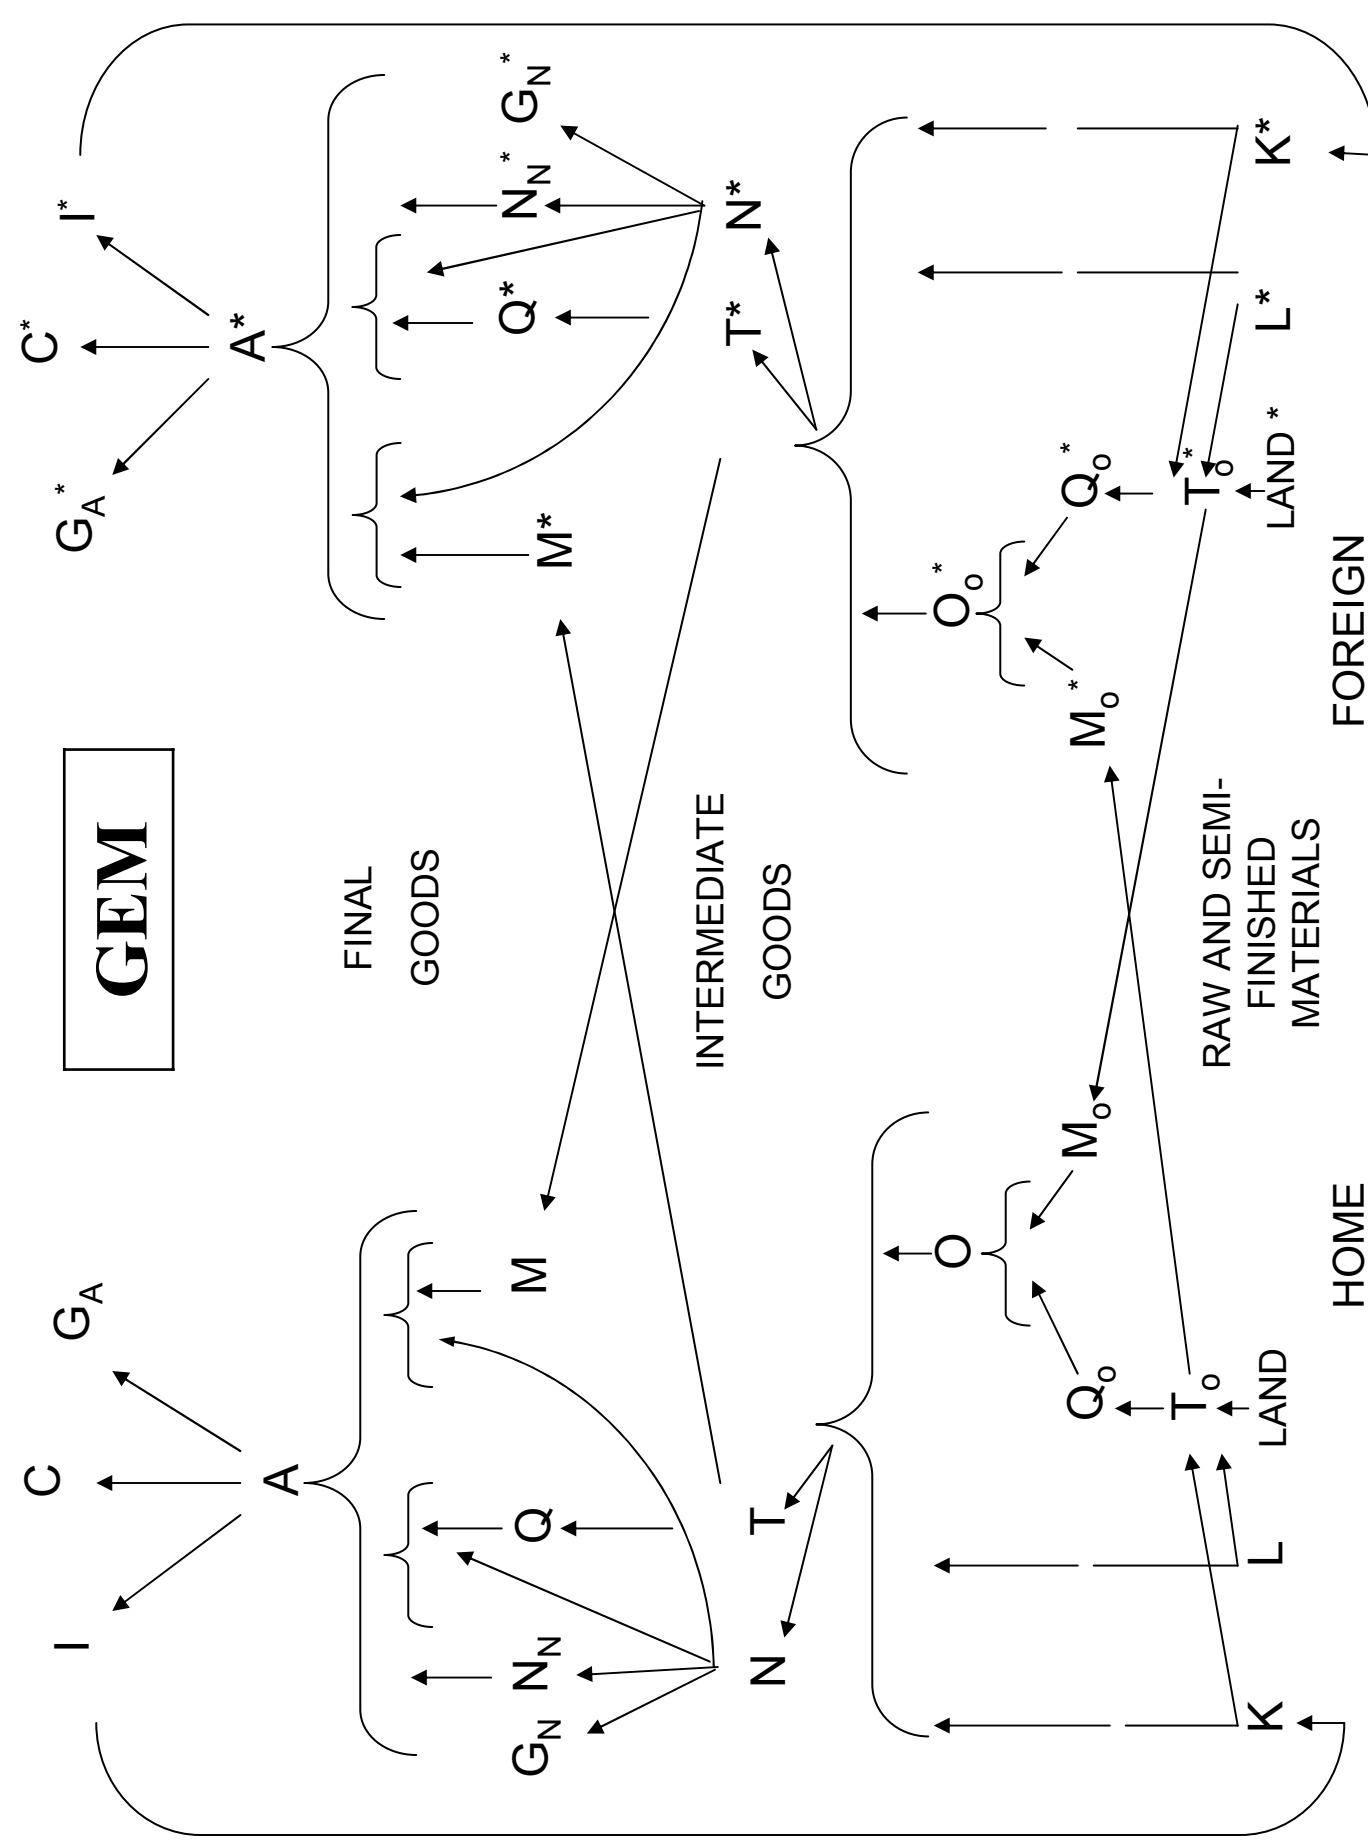 I C G_A GEM G_A* C* I*
A A*
FINAL
GOODS
G_N N_N Q M M* Q* N_N* G_N*
N T INTERMEDIATE T* N*
GOODS
O O_o*
Q_o M_o M_o* Q_o*
T_o RAW AND SEMI- T_o*
FINISHED
MATERIALS
K L LAND LAND * L* K*
HOME FOREIGN